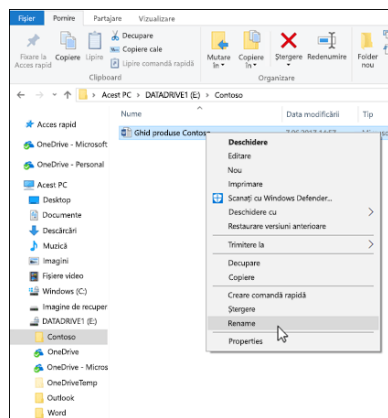 Fișier Pornire Partajare Vizualizare
Fixare la
Acces rapid
Copiere
Lipire
Decupare
Copiere cale
Lipire comandă rapidă
Mutare
în
Copiere
în
Ștergere
Redenumire
Folder
nou
Clipboard
Organizare
Acest PC > DATADRIVE1 (E:) > Contoso
Nume Data modificării Tip
Ghid produse Contoso
Acces rapid
OneDrive - Microsoft
OneDrive - Personal
Acest PC
Desktop
Documente
Descărcări
Muzică
Imagini
Fișiere video
Windows (C:)
Imagine de recuper
DATADRIVE1 (E:)
Contoso
OneDrive
OneDrive - Micros
OneDriveTemp
Outlook
Word
Deschidere
Editare
Nou
Imprimare
Scanați cu Windows Defender...
Deschidere cu
Restaurare versiuni anterioare
Trimitere la
Decupare
Copiere
Creare comandă rapidă
Ștergere
Rename
Properties